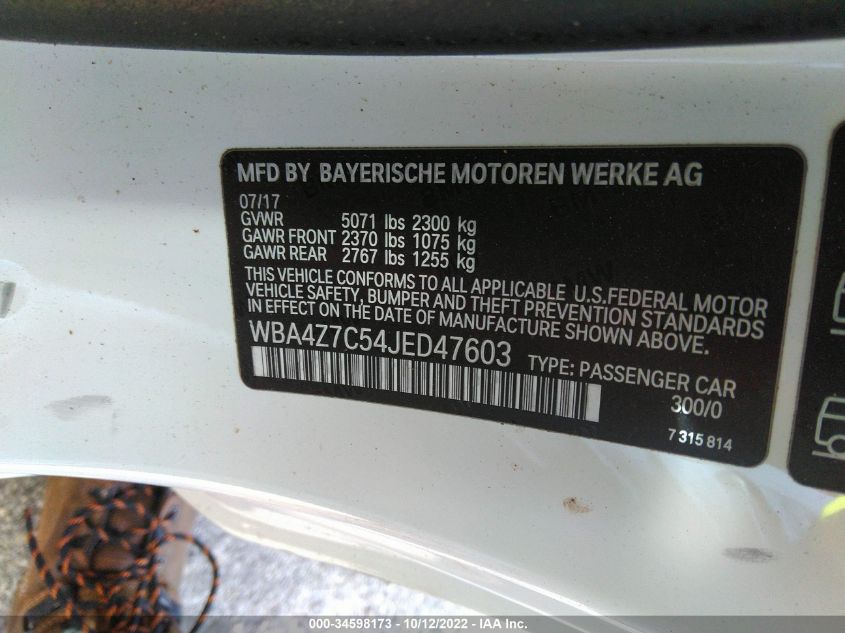 MFD BY BAYERISCHE MOTOREN WERKE AG
07/17
GVWR 5071 lbs 2300 kg
GAWR FRONT 2370 lbs 1075 kg
GAWR REAR 2767 lbs 1255 kg
THIS VEHICLE CONFORMS TO ALL APPLICABLE U.S.FEDERAL MOTOR
VEHICLE SAFETY, BUMPER AND THEFT PREVENTION STANDARDS
IN EFFECT ON THE DATE OF MANUFACTURE SHOWN ABOVE.
WBA4Z7C54JED47603 TYPE: PASSENGER CAR
300/0
7 315 814
000-34598173 - 10/12/2022 - IAA Inc.